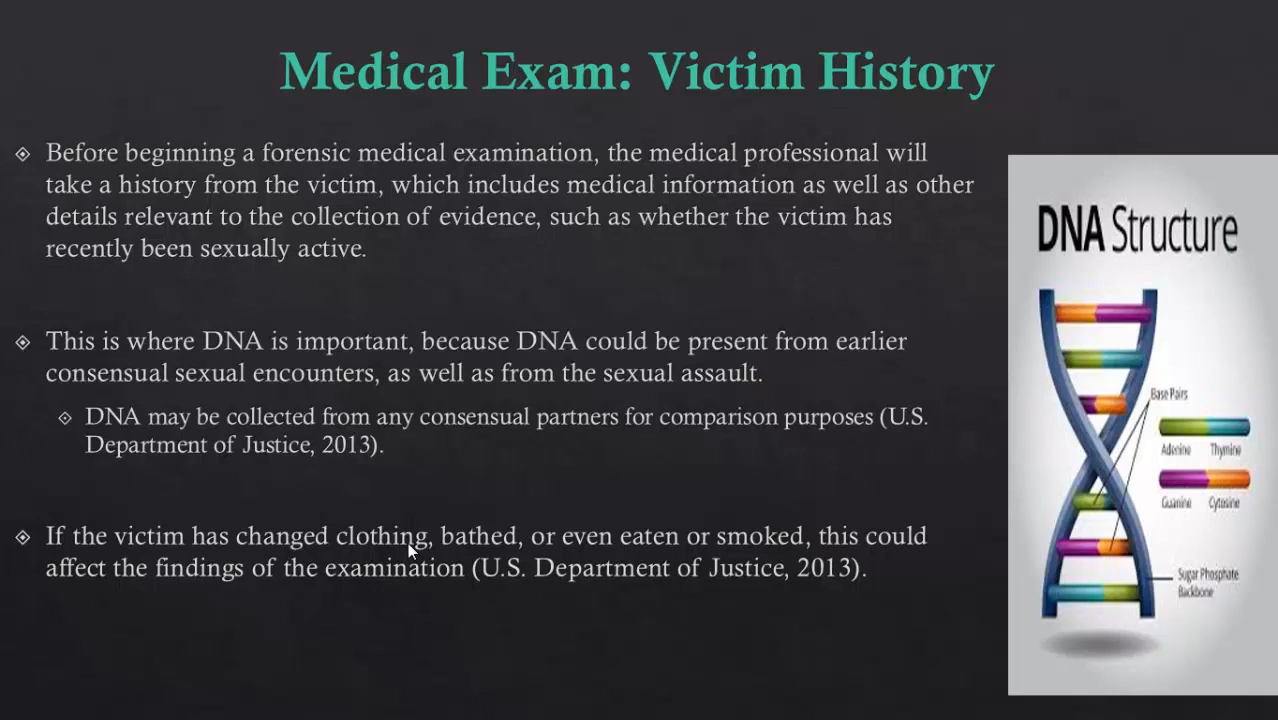 Medical Exam: Victim History
Before beginning a forensic medical examination, the medical professional will
take a history from the victim, which includes medical information as well as other
details relevant to the collection of evidence, such as whether the victim has
recently been sexually active.
This is where DNA is important, because DNA could be present from earlier
consensual sexual encounters, as well as from the sexual assault.
DNA may be collected from any consensual partners for comparison purposes (U.S.
Department of Justice, 2013).
If the victim has changed clothing, bathed, or even eaten or smoked, this could
affect the findings of the examination (U.S. Department of Justice, 2013).
DNA Structure
Base Pairs
Adenine Thymine
Guanine Cytosine
Sugar Phosphate
Backbone